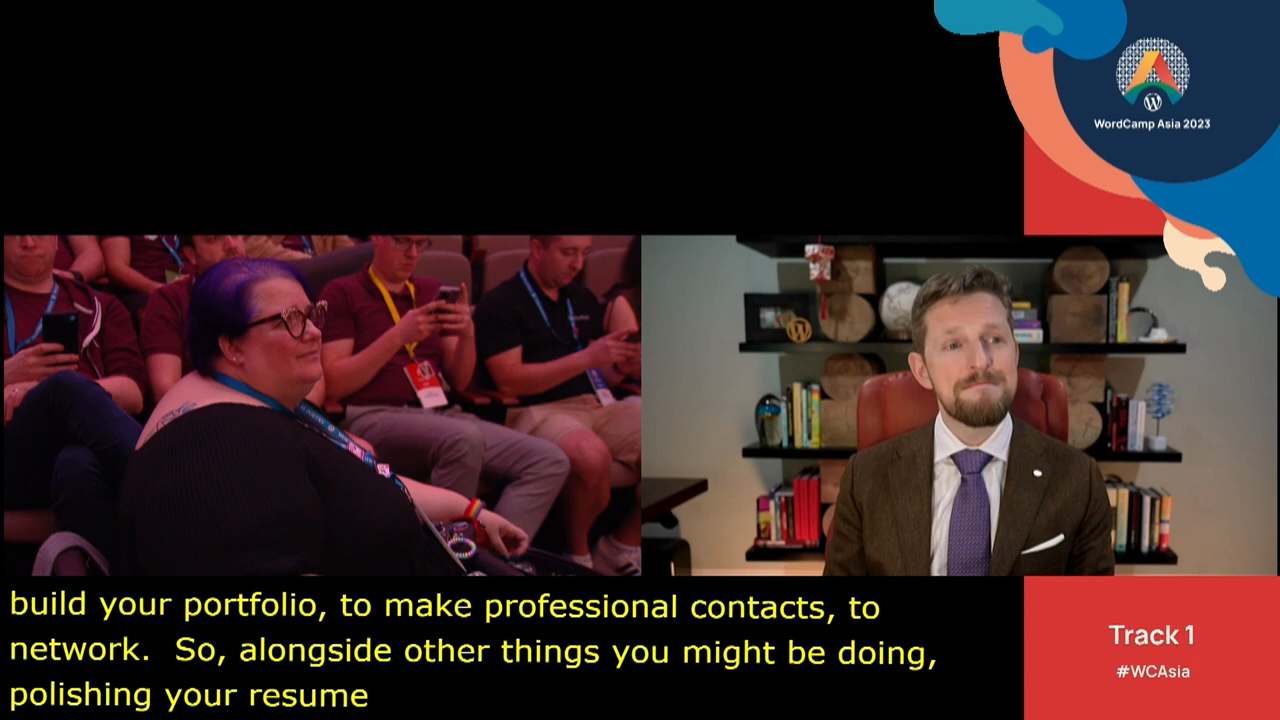 WordCamp Asia 2023
build your portfolio, to make professional contacts, to
network.  So, alongside other things you might be doing,
polishing your resume
Track 1
#WCAsia